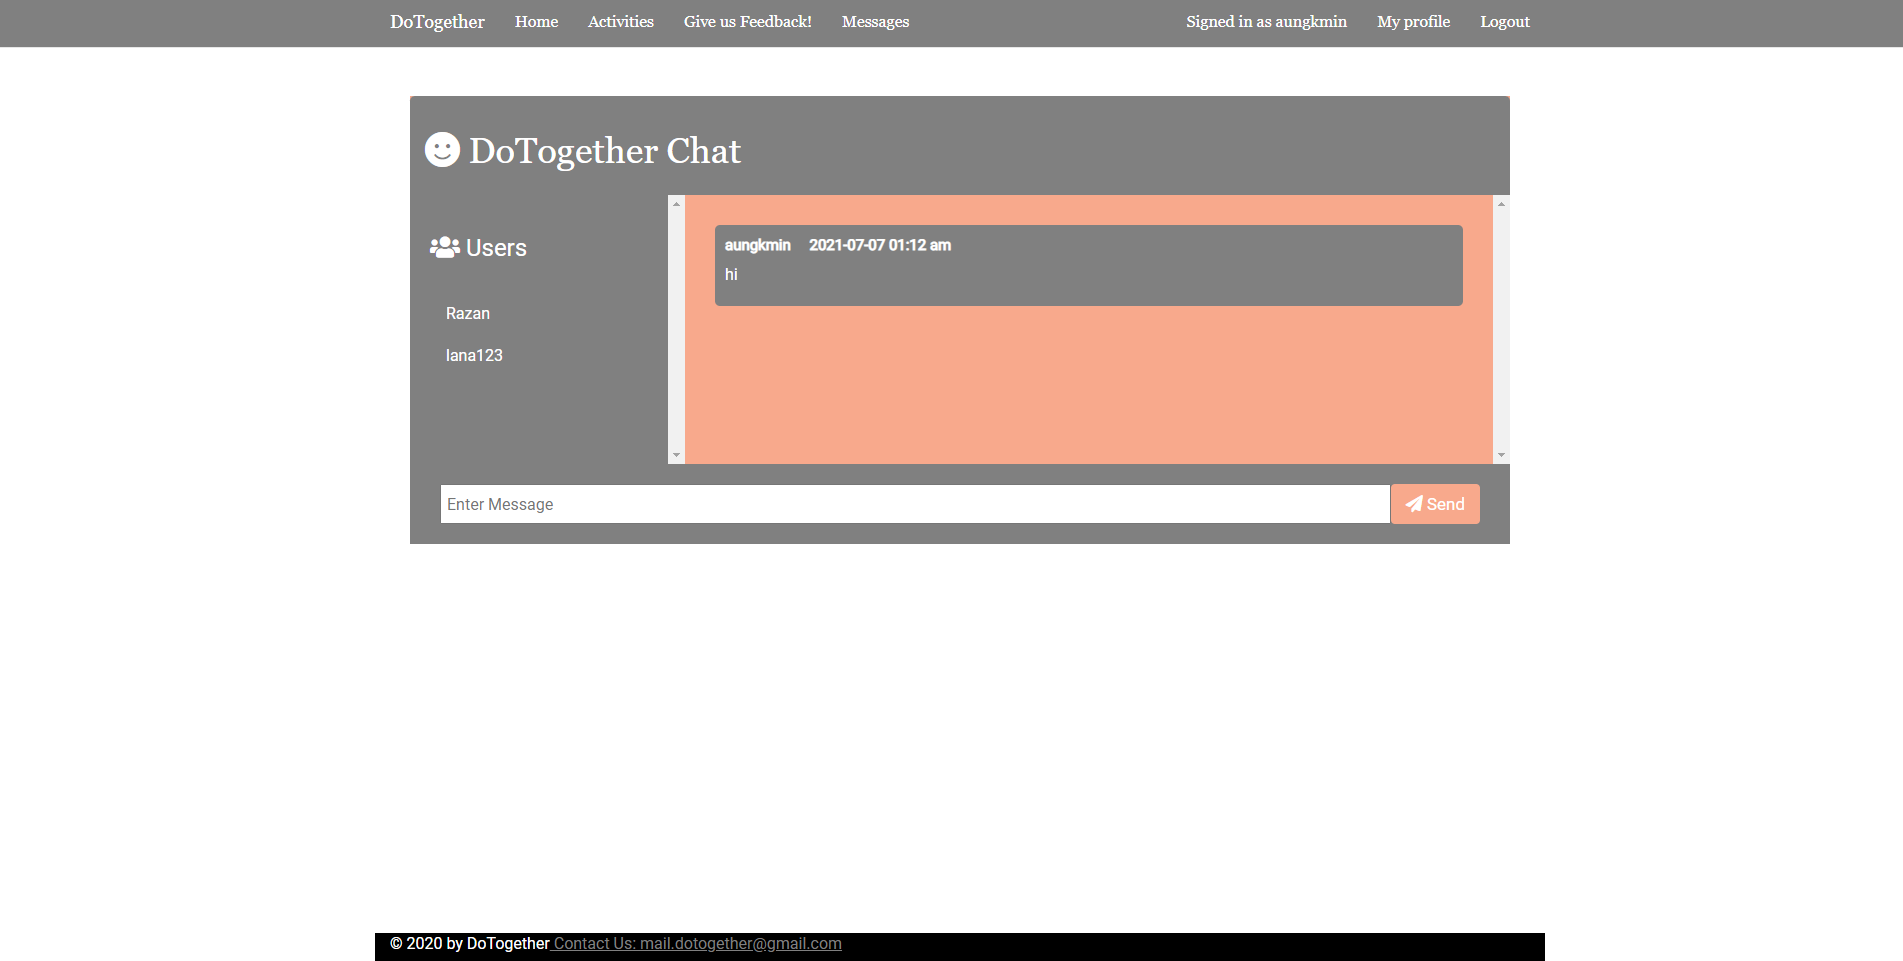 DoTogether Home Activities Give us Feedback! Messages Signed in as aungkmin My profile Logout
DoTogether Chat
Users
Razan
lana123
aungkmin 2021-07-07 01:12 am
hi
Enter Message
Send
© 2020 by DoTogether Contact Us: mail.dotogether@gmail.com